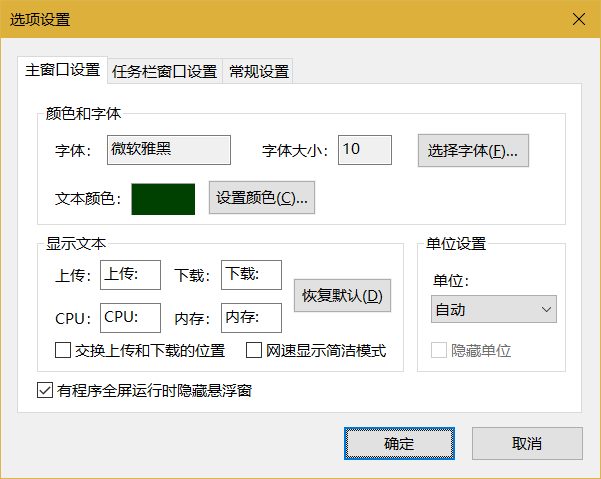 选项设置
主窗口设置 任务栏窗口设置 常规设置
颜色和字体
字体: 微软雅黑 字体大小: 10 选择字体(F)...
文本颜色: 设置颜色(C)...
显示文本
上传: 上传: 下载: 下载:
恢复默认(D)
CPU: CPU: 内存: 内存:
交换上传和下载的位置 网速显示简洁模式
单位设置
单位:
自动
隐藏单位
有程序全屏运行时隐藏悬浮窗
确定 取消